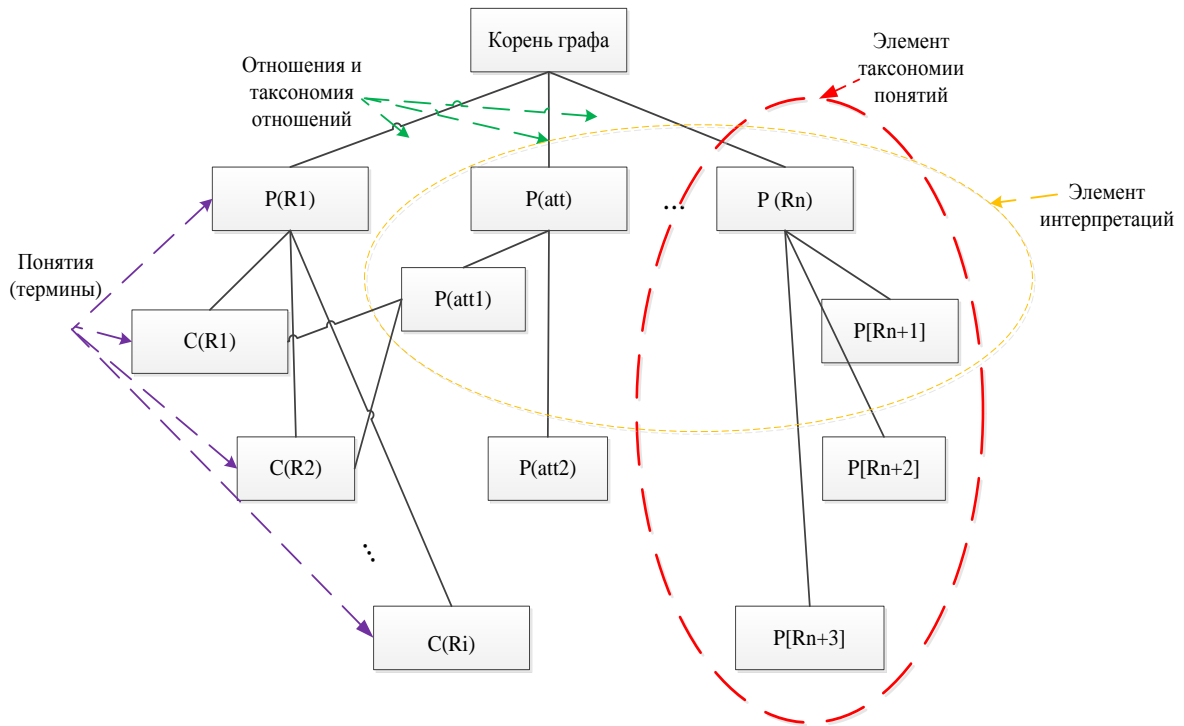 Корень графа
Элемент
таксономии
понятий
Отношения и
таксономия
отношений
P(R1)
P(att)
...
P (Rn)
Элемент
интерпретаций
Понятия
(термины)
P(att1)
C(R1)
P[Rn+1]
C(R2)
P(att2)
P[Rn+2]
...
C(Ri)
P[Rn+3]